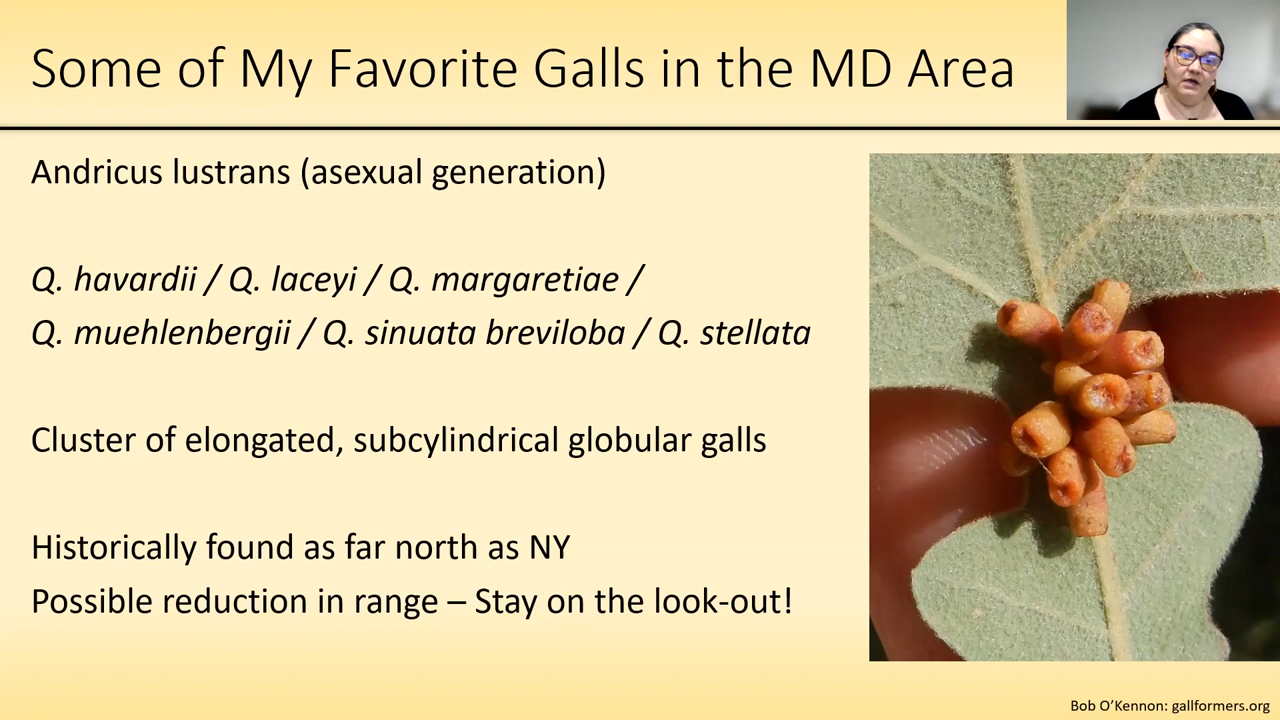 Some of My Favorite Galls in the MD Area
Andricus lustrans (asexual generation)
Q. havardii / Q. laceyi / Q. margaretiae /
Q. muehlenbergii / Q. sinuata breviloba / Q. stellata
Cluster of elongated, subcylindrical globular galls
Historically found as far north as NY
Possible reduction in range – Stay on the look-out!
Bob O’Kennon: gallformers.org